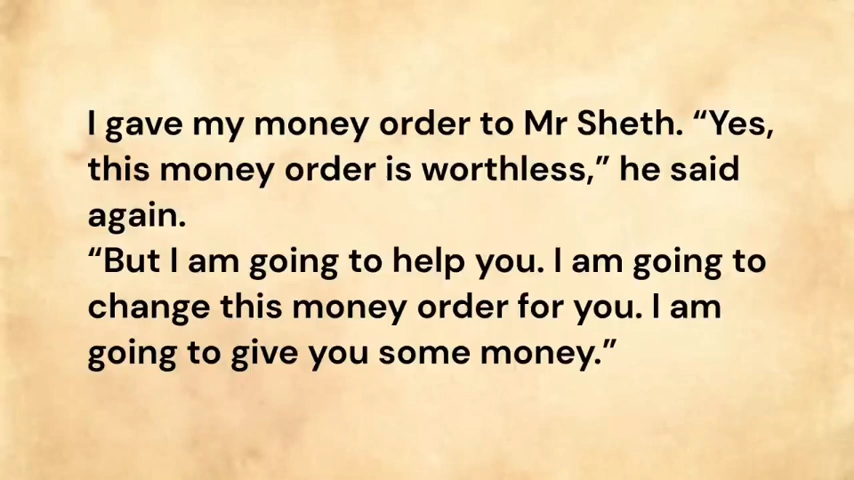 I gave my money order to Mr Sheth. “Yes,
this money order is worthless,” he said
again.
“But I am going to help you. I am going to
change this money order for you. I am
going to give you some money.”